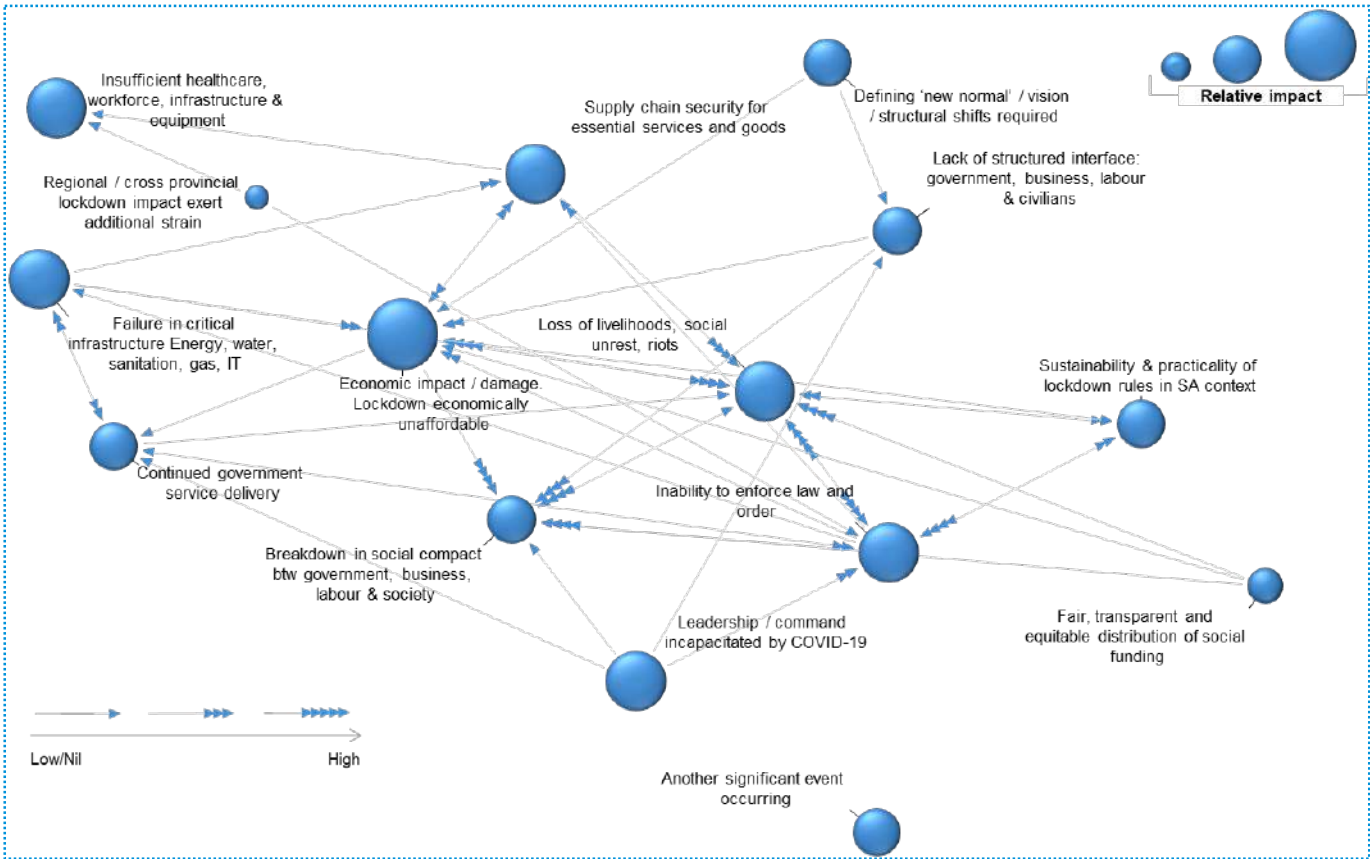 Insufficient healthcare,
workforce, infrastructure &
equipment
Supply chain security for
essential services and goods
Defining 'new normal' / vision
/ structural shifts required
Relative impact
Lack of structured interface:
government, business, labour
& civilians
Regional / cross provincial
lockdown impact exert
additional strain
Failure in critical
infrastructure Energy, water,
sanitation, gas, IT
Loss of livelihoods, social
unrest, riots
Economic impact / damage.
Lockdown economically
unaffordable
Sustainability & practicality of
lockdown rules in SA context
Continued government
service delivery
Inability to enforce law and
order
Breakdown in social compact
btw government, business,
labour & society
Leadership / command
incapacitated by COVID-19
Fair, transparent and
equitable distribution of social
funding
Low/Nil
High
Another significant event
occurring